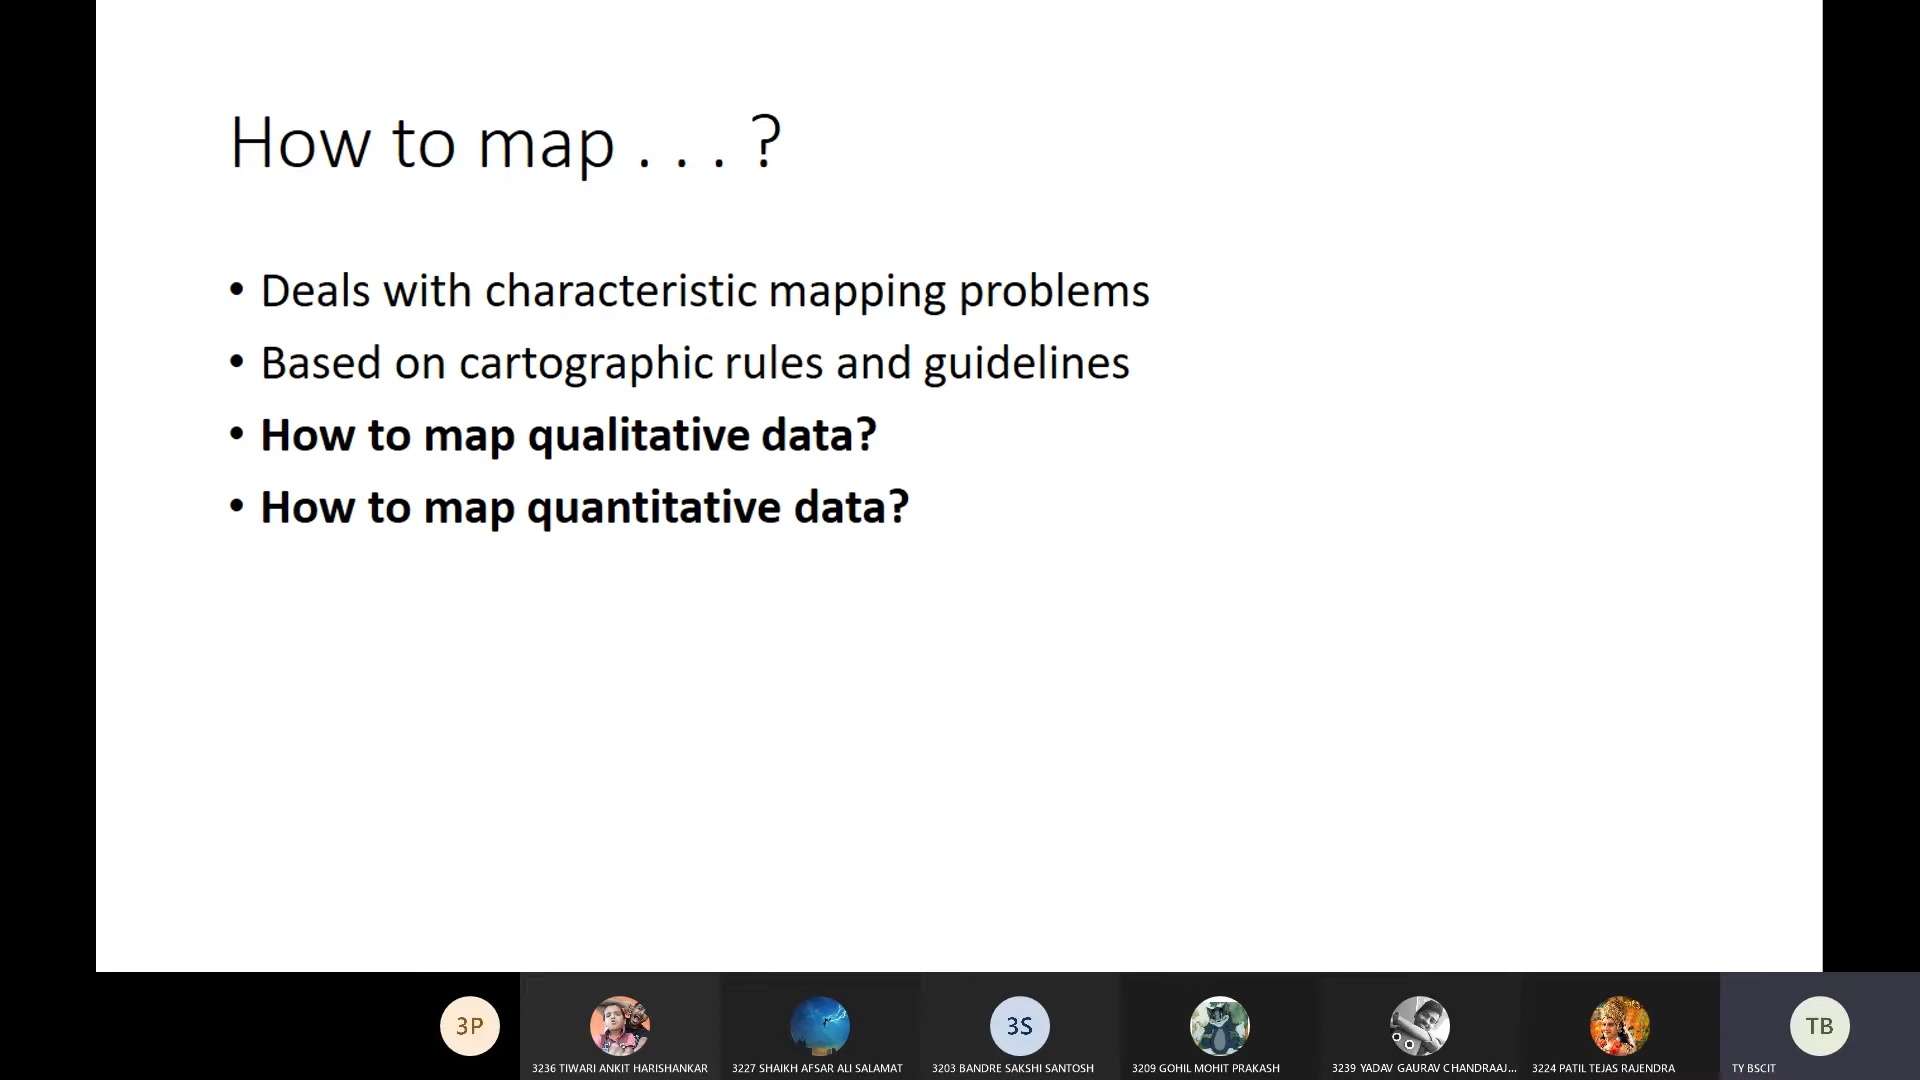 How to map . . . ?
• Deals with characteristic mapping problems
• Based on cartographic rules and guidelines
• How to map qualitative data?
• How to map quantitative data?
3P
3S
TB
3236 TIWARI ANKIT HARISHANKAR
3227 SHAIKH AFSAR ALI SALAMAT
3203 BANDRE SAKSHI SANTOSH
3209 GOHIL MOHIT PRAKASH
3239 YADAV GAURAV CHANDRAAJ...
3224 PATIL TEJAS RAJENDRA
TY BSCIT